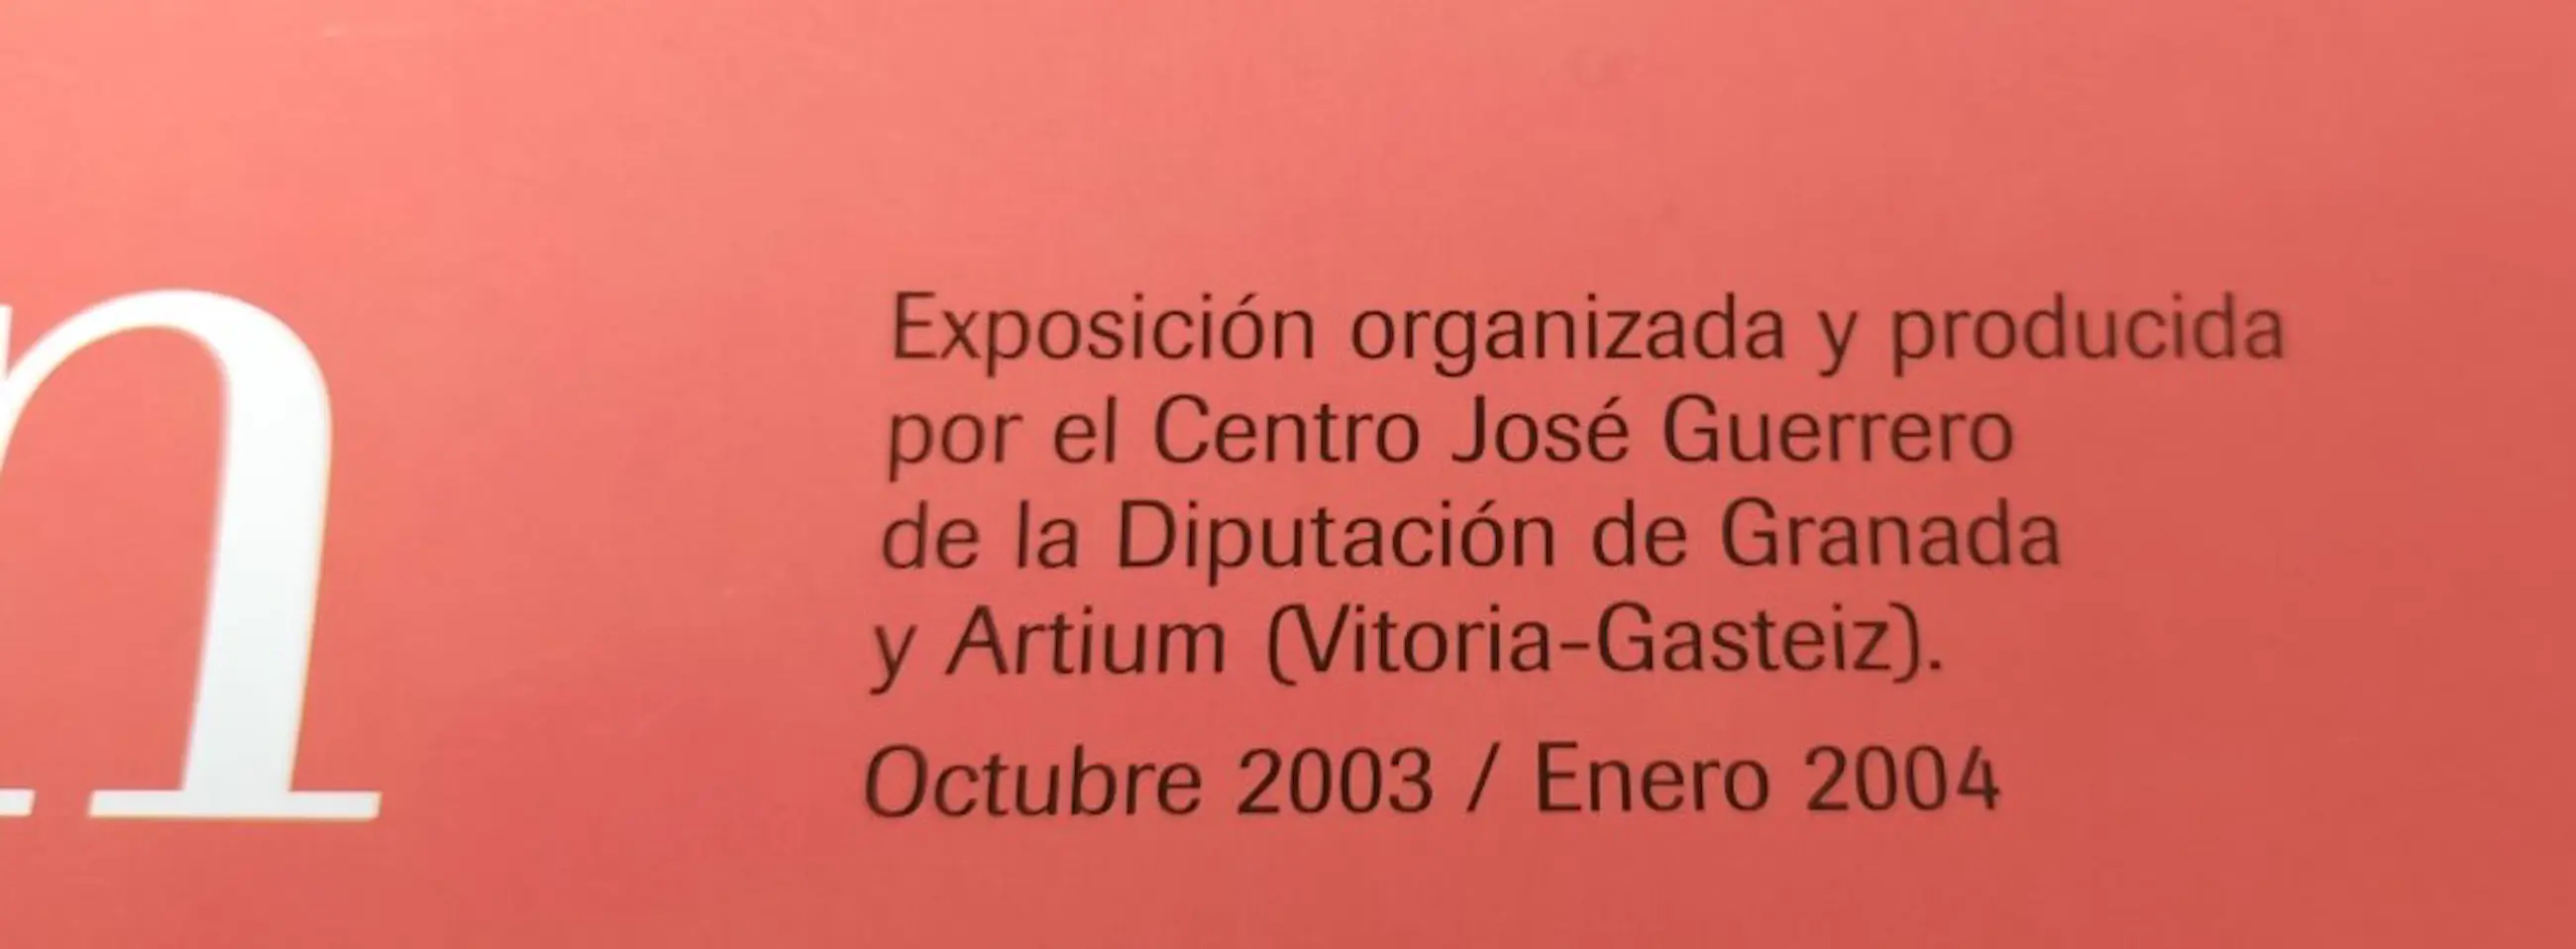 n
Exposición organizada y producida
por el Centro José Guerrero
de la Diputación de Granada
y Artium (Vitoria-Gasteiz).
Octubre 2003 / Enero 2004